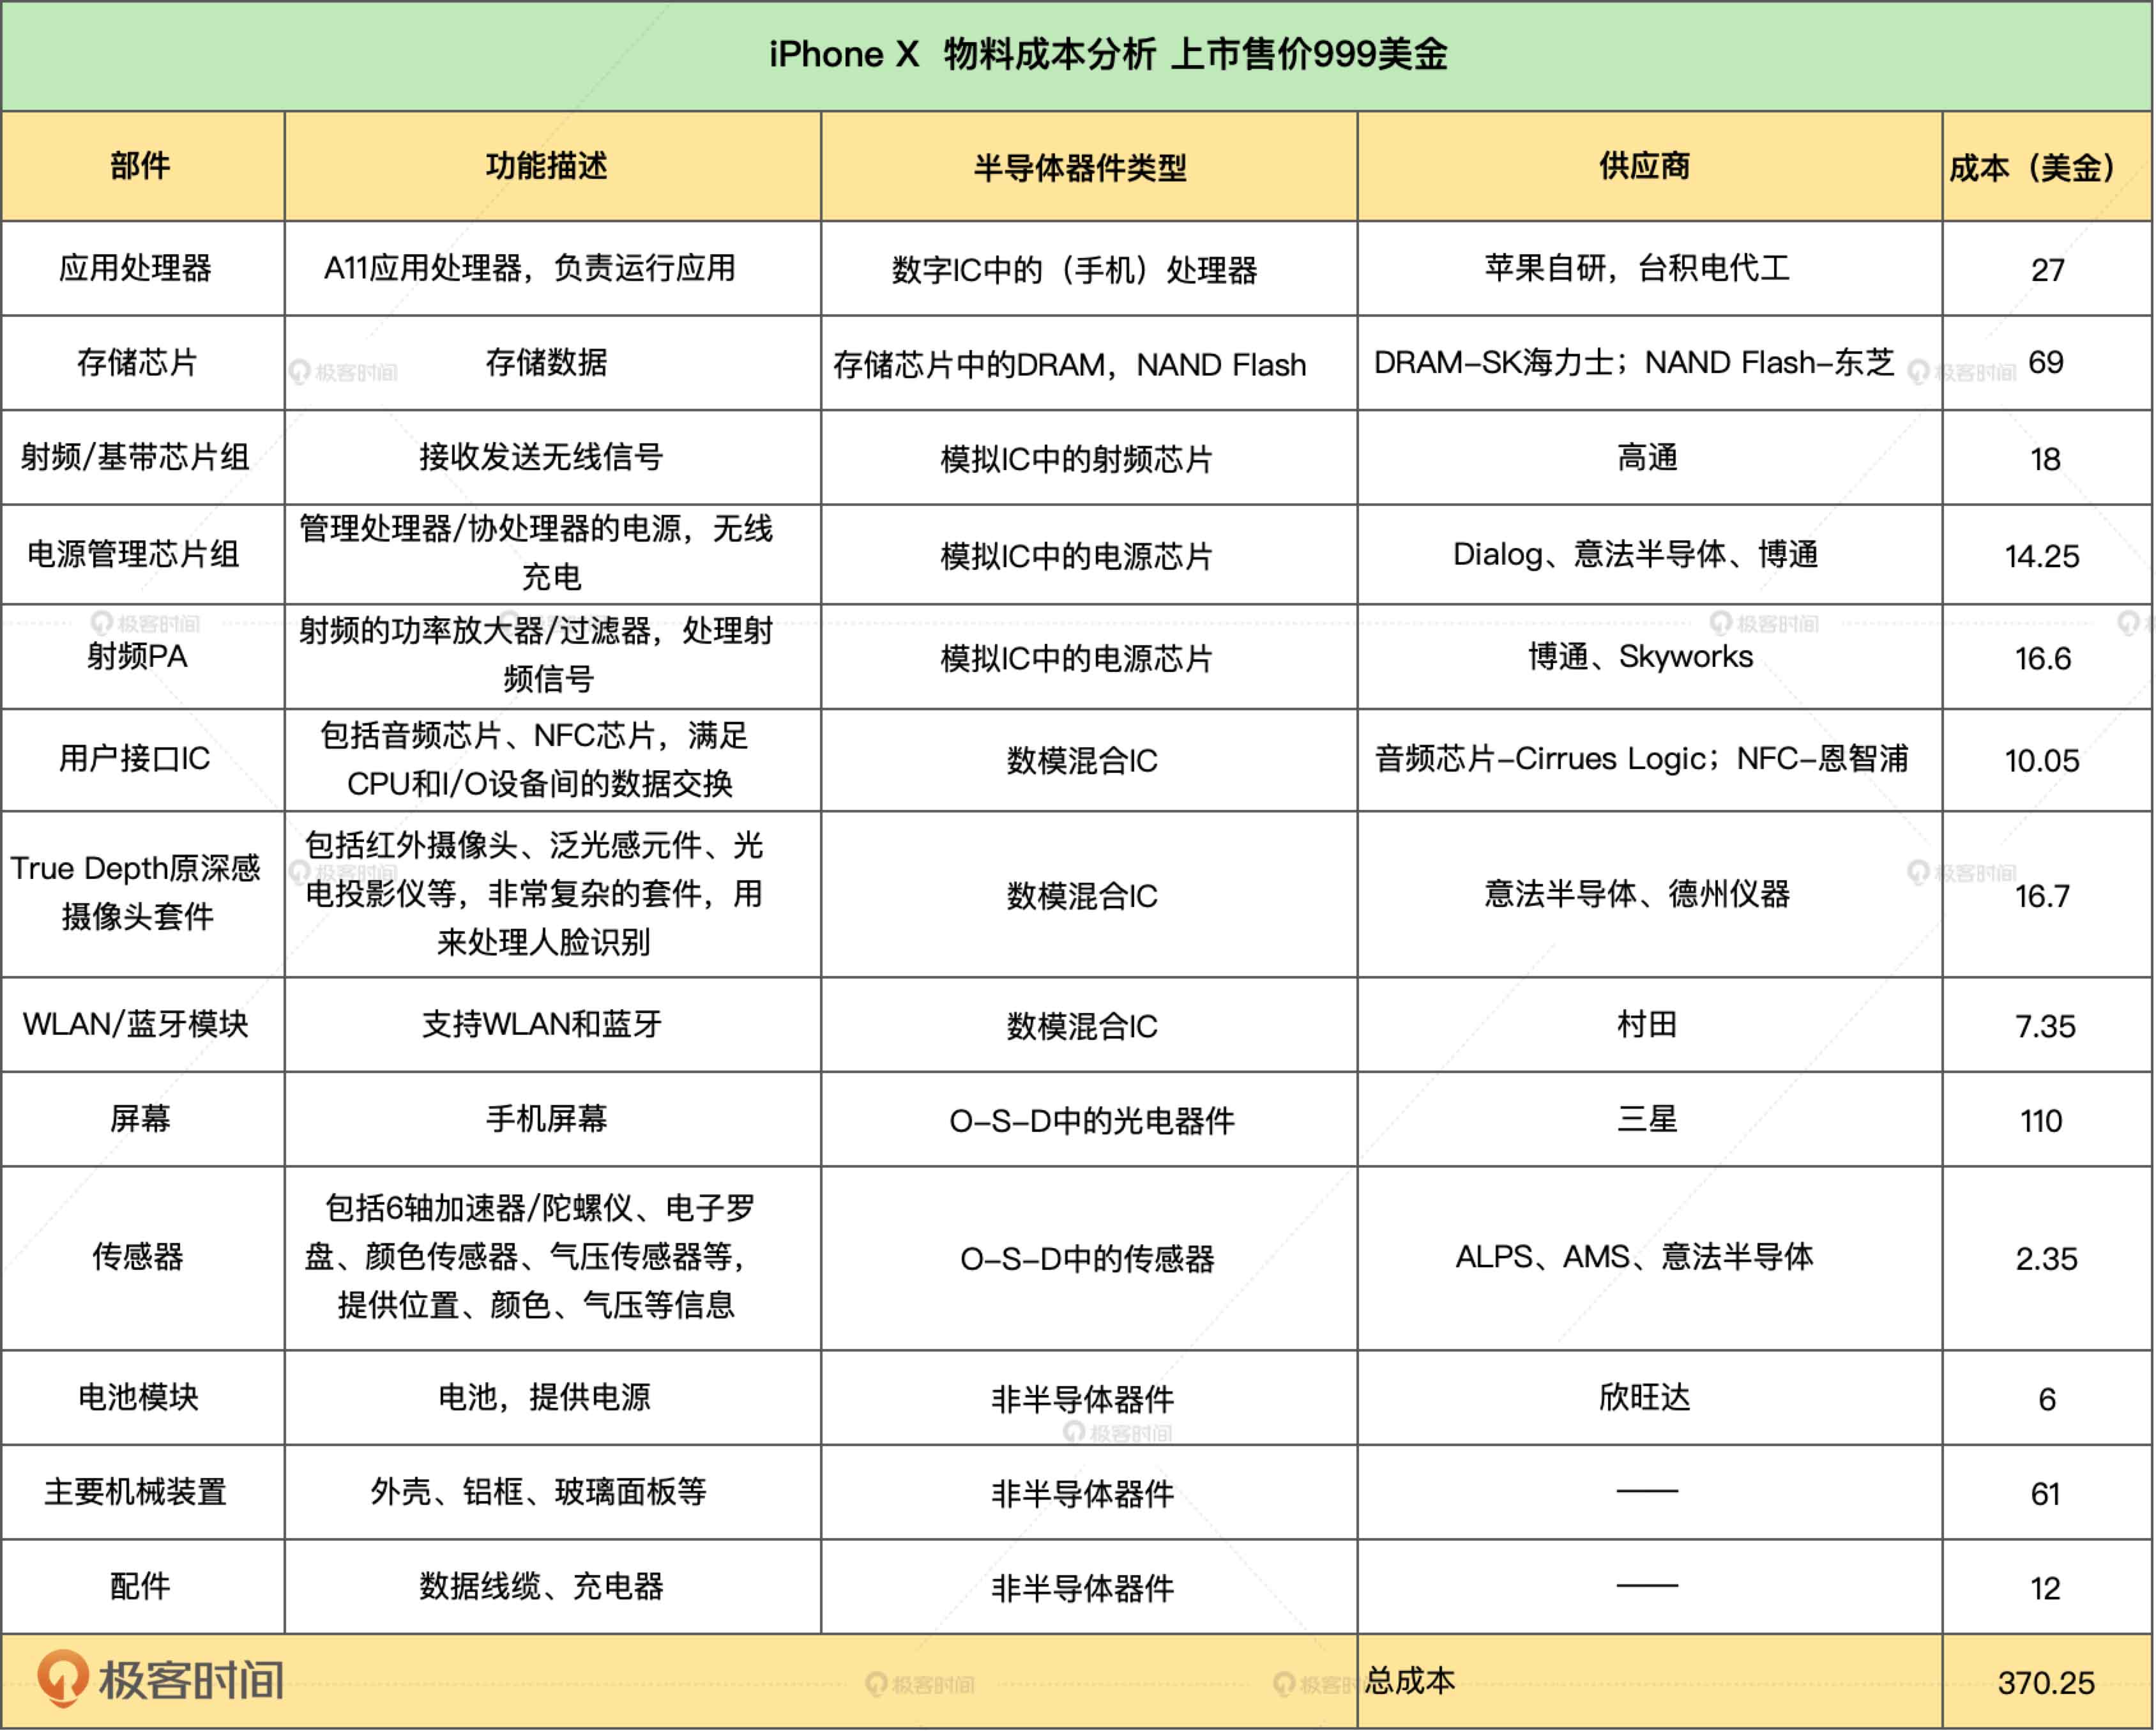 iPhone X 物料成本分析 上市售价999美金
部件 功能描述 半导体器件类型 供应商 成本（美金）
应用处理器 A11应用处理器，负责运行应用 数字IC中的（手机）处理器 苹果自研，台积电代工 27
存储芯片 存储数据 存储芯片中的DRAM，NAND Flash DRAM–SK海力士；NAND Flash–东芝 69
射频/基带芯片组 接收发送无线信号 模拟IC中的射频芯片 高通 18
电源管理芯片组 管理处理器/协处理器的电源，无线
充电 模拟IC中的电源芯片 Dialog、意法半导体、博通 14.25
射频PA 射频的功率放大器/过滤器，处理射
频信号 模拟IC中的电源芯片 博通、Skyworks 16.6
用户接口IC 包括音频芯片、NFC芯片，满足
CPU和I/O设备间的数据交换 数模混合IC 音频芯片–Cirrues Logic；NFC–恩智浦 10.05
True Depth原深感
摄像头套件 包括红外摄像头、泛光感元件、光
电投影仪等，非常复杂的套件，用
来处理人脸识别 数模混合IC 意法半导体、德州仪器 16.7
WLAN/蓝牙模块 支持WLAN和蓝牙 数模混合IC 村田 7.35
屏幕 手机屏幕 O–S–D中的光电器件 三星 110
传感器 包括6轴加速器/陀螺仪、电子罗
盘、颜色传感器、气压传感器等，
提供位置、颜色、气压等信息 O–S–D中的传感器 ALPS、AMS、意法半导体 2.35
电池模块 电池，提供电源 非半导体器件 欣旺达 6
主要机械装置 外壳、铝框、玻璃面板等 非半导体器件 —— 61
配件 数据线缆、充电器 非半导体器件 —— 12
极客时间 总成本 370.25